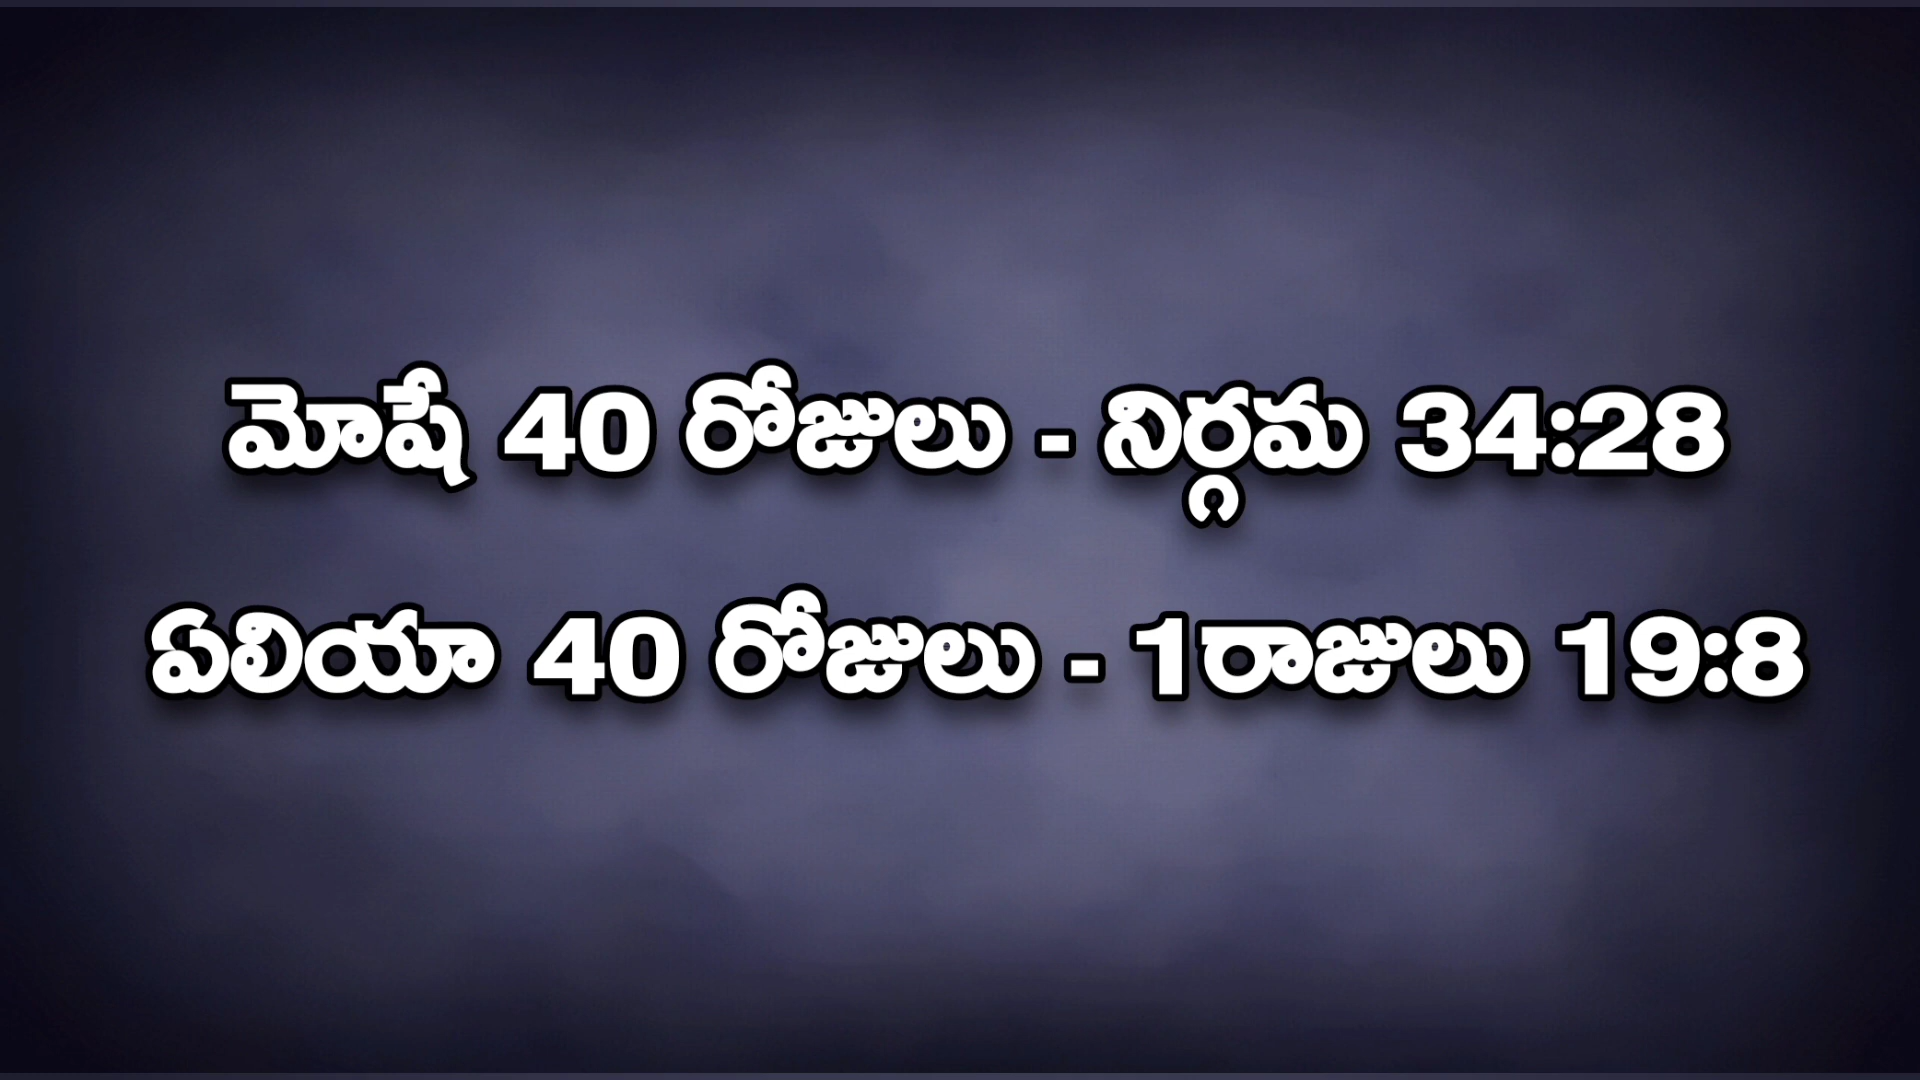 మోషే 40 రోజులు - నిర్గమ 34:28
ఏలియా 40 రోజులు - 1రాజులు 19:8